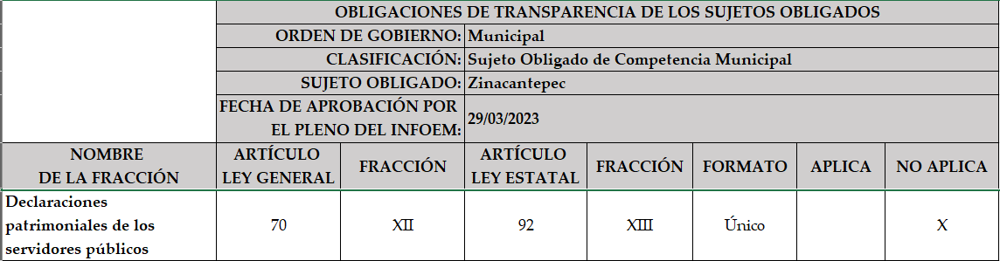 OBLIGACIONES DE TRANSPARENCIA DE LOS SUJETOS OBLIGADOS
ORDEN DE GOBIERNO: Municipal
CLASIFICACIÓN: Sujeto Obligado de Competencia Municipal
SUJETO OBLIGADO: Zinacantepec
FECHA DE APROBACIÓN POR
EL PLENO DEL INFOEM: 29/03/2023
NOMBRE
DE LA FRACCIÓN
ARTÍCULO
LEY GENERAL
FRACCIÓN
ARTÍCULO
LEY ESTATAL
FRACCIÓN
FORMATO
APLICA
NO APLICA
Declaraciones
patrimoniales de los
servidores públicos
70
XII
92
XIII
Único
X